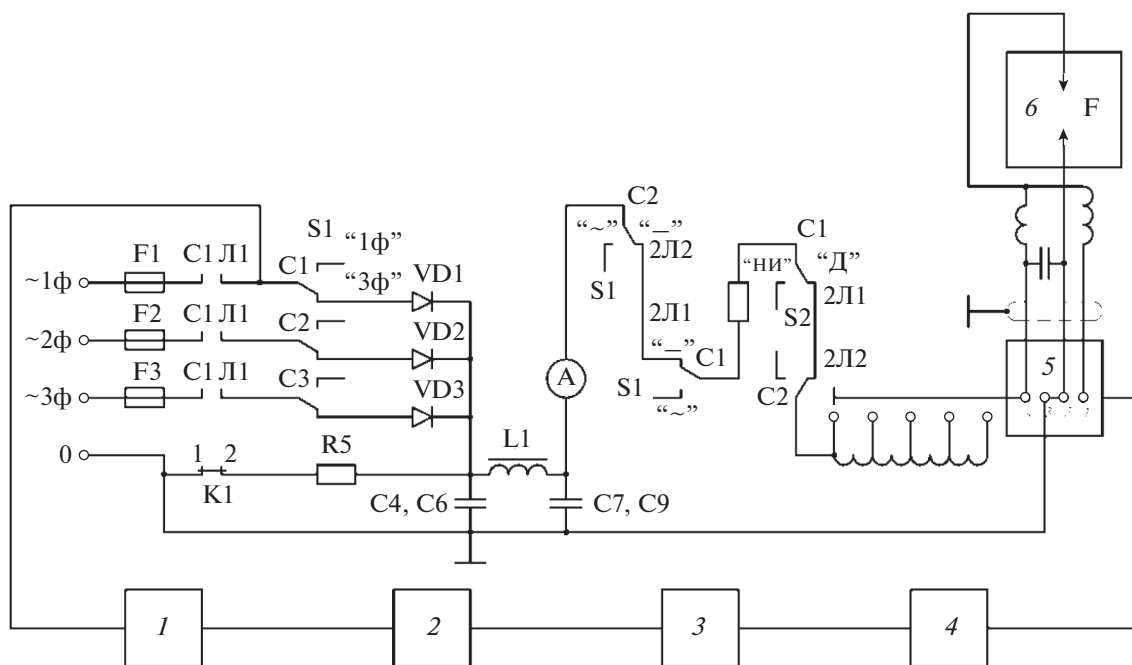 6 F
C2
S1 “1ф”
“~” “–”
2Л2
C1
F1 C1 Л1 C1 “3ф” VD1
~1ф
“НИ” “Д”
S1
2Л1
F2 C1 Л1 C2 VD2
2Л1
S2
~2ф
“–” C1
F3 C1 Л1 C3 VD3
A
2Л2
5
~3ф
S1 “~”
C2
0
1 2
K1
R5
L1
C4, C6
C7, C9
1 2 3 4